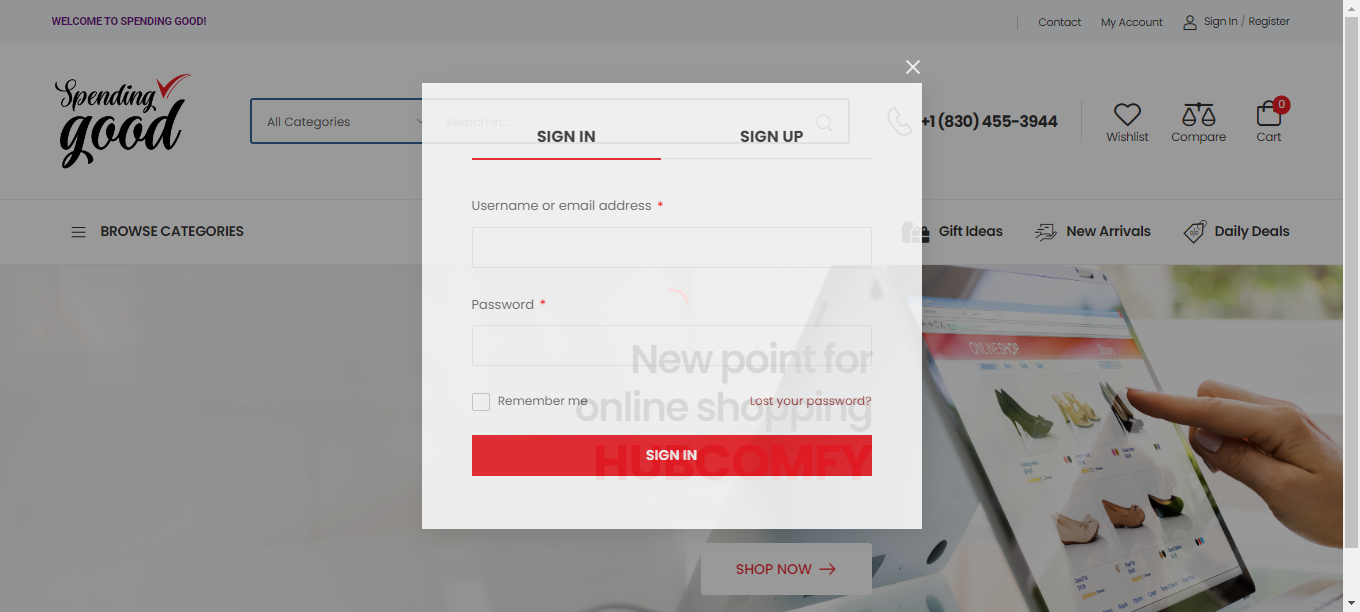 WELCOME TO SPENDING GOOD!
Contact
My Account
Sign In / Register
Spending
good
All Categories
Search in...
+1 (830) 455-3944
Wishlist
Compare
0
Cart
SIGN IN
SIGN UP
BROWSE CATEGORIES
Gift Ideas
New Arrivals
Daily Deals
Username or email address *
Password *
Remember me
Lost your password?
SIGN IN
New point for
online shopping
HUBCOMFY
SHOP NOW
ONLINESHOP